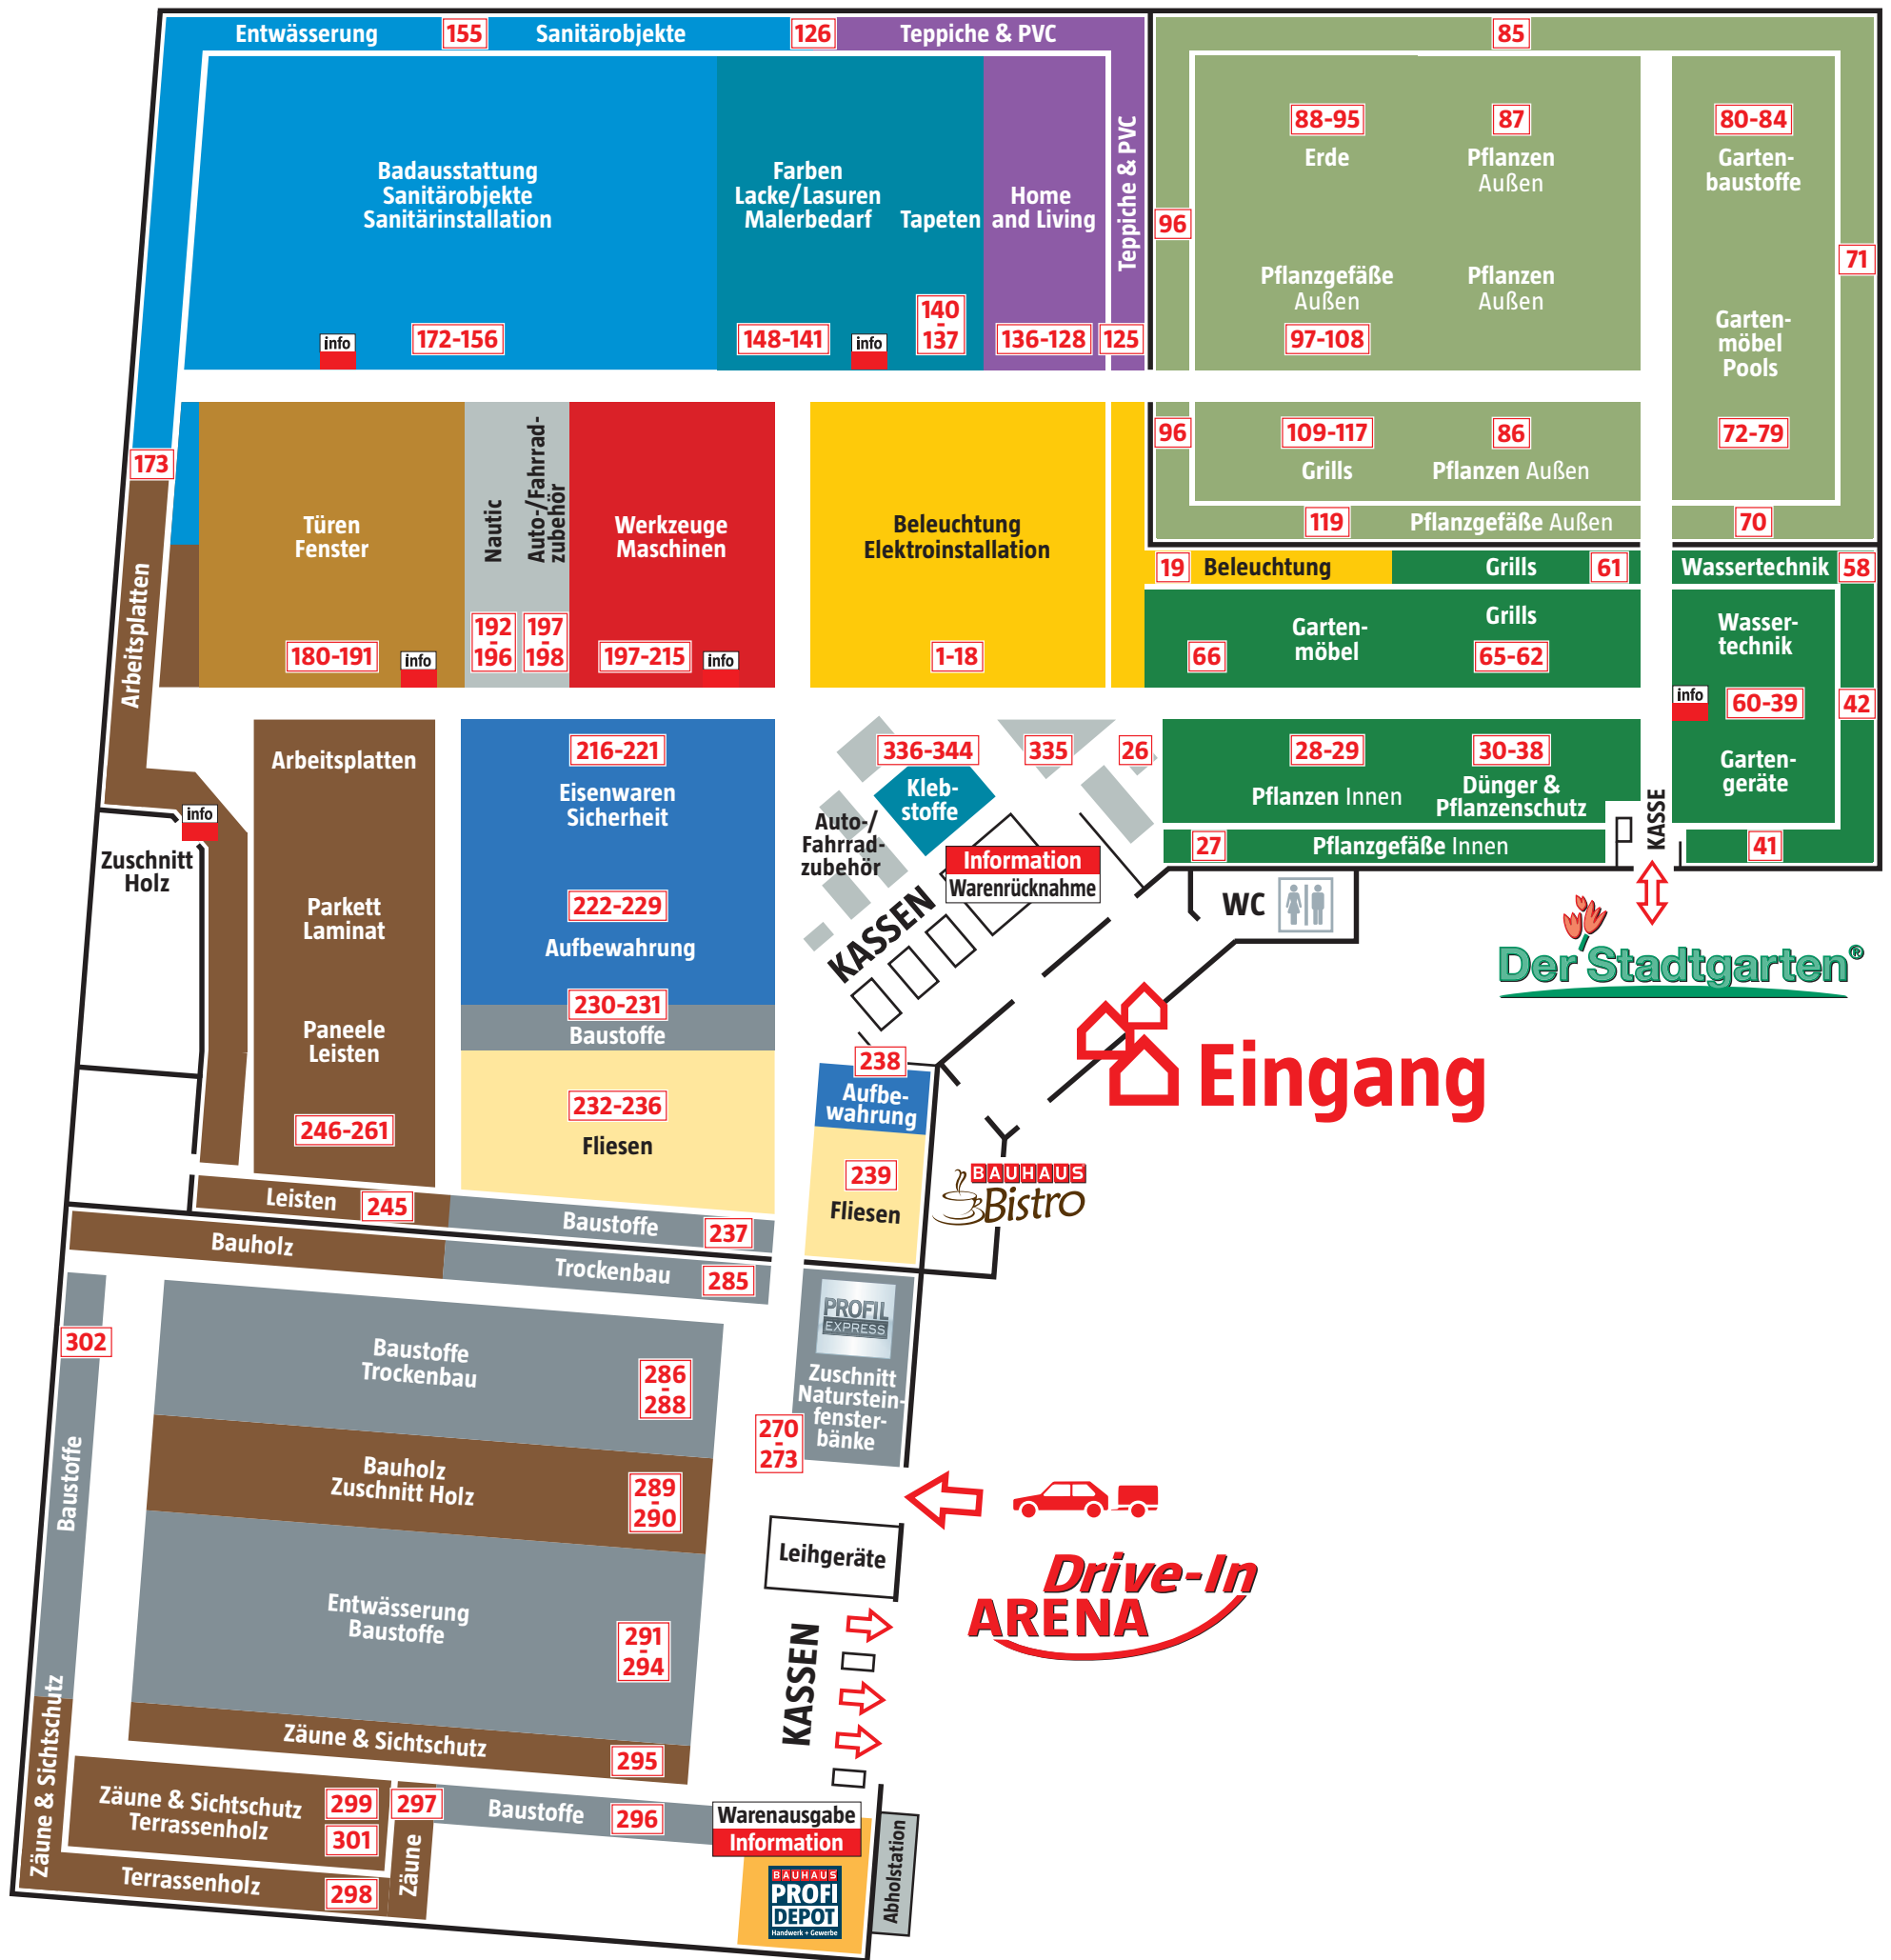 Entwässerung
155
Sanitärobjekte
126
Teppiche & PVC
85
Badausstattung
Sanitärobjekte
Sanitärinstallation
172-156
info
Farben
Lacke/Lasuren
Malerbedarf
148-141
info
Tapeten
140
-
137
Home
and Living
136-128
Teppiche & PVC
125
96
88-95
Erde
87
Pflanzen
Außen
80-84
Garten-
baustoffe
71
Pflanzgefäße
Außen
97-108
Pflanzen
Außen
Garten-
möbel
Pools
72-79
173
Türen
Fenster
180-191
info
Nautic
192
-
196
Auto-/Fahrrad-
zubehör
197
-
198
Werkzeuge
Maschinen
197-215
info
Beleuchtung
Elektroinstallation
1-18
96
109-117
Grills
86
Pflanzen Außen
119
Pflanzgefäße Außen
70
19
Beleuchtung
Grills
61
Wassertechnik
58
66
Garten-
möbel
Grills
65-62
Wasser-
technik
info
60-39
42
Garten-
geräte
41
Arbeitsplatten
Arbeitsplatten
Parkett
Laminat
Paneele
Leisten
246-261
info
Zuschnitt
Holz
216-221
Eisenwaren
Sicherheit
222-229
Aufbewahrung
230-231
Baustoffe
232-236
Fliesen
336-344
335
26
Kleb-
stoffe
Auto-/
Fahrrad-
zubehör
Information
Warenrücknahme
KASSEN
28-29
Pflanzen Innen
30-38
Dünger &
Pflanzenschutz
27
Pflanzgefäße Innen
KASSE
WC
Der Stadtgarten®
Eingang
238
Aufbe-
wahrung
239
Fliesen
BAUHAUS
Bistro
Leisten
245
Baustoffe
237
Bauholz
Trockenbau
285
302
Baustoffe
Baustoffe
Trockenbau
286
-
288
PROFIL
EXPRESS
Zuschnitt
Naturstein-
fenster-
bänke
270
-
273
Bauholz
Zuschnitt Holz
289
-
290
Leihgeräte
Drive-In
ARENA
Entwässerung
Baustoffe
291
-
294
KASSEN
Zäune & Sichtschutz
295
Zäune & Sichtschutz
Zäune & Sichtschutz
Terrassenholz
299
301
297
Zäune
Baustoffe
296
Terrassenholz
298
Warenausgabe
Information
BAUHAUS
PROFI
DEPOT
Handwerk + Gewerbe
Abholstation